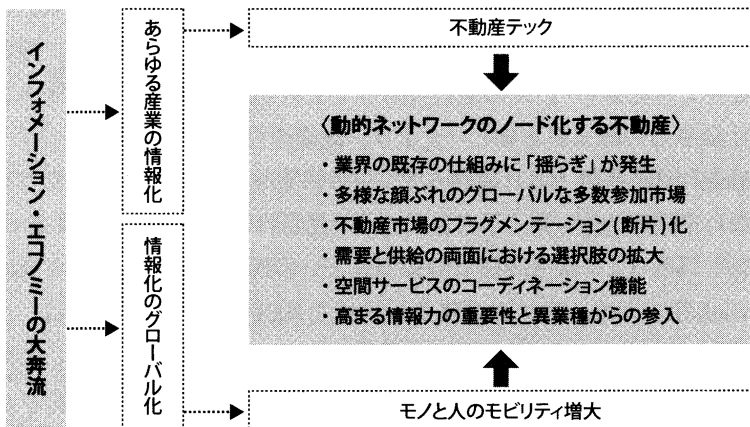 インフォメーション・エコノミーの大奔流
あらゆる産業の情報化
情報化のグローバル化
不動産テック
〈動的ネットワークのノード化する不動産〉
・業界の既存の仕組みに「揺らぎ」が発生
・多様な顔ぶれのグローバルな多数参加市場
・不動産市場のフラグメンテーション(断片)化
・需要と供給の両面における選択肢の拡大
・空間サービスのコーディネーション機能
・高まる情報力の重要性と異業種からの参入
モノと人のモビリティ増大